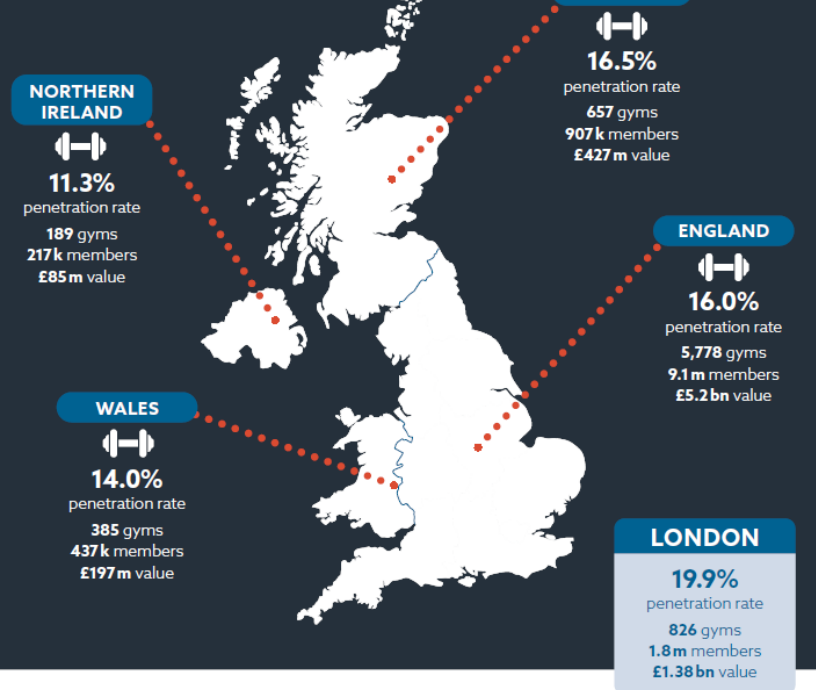 16.5%
penetration rate
657 gyms
907k members
£427m value
NORTHERN
IRELAND
11.3%
penetration rate
189 gyms
217k members
£85m value
ENGLAND
16.0%
penetration rate
5,778 gyms
9.1m members
£5.2bn value
WALES
14.0%
penetration rate
385 gyms
437k members
£197m value
LONDON
19.9%
penetration rate
826 gyms
1.8m members
£1.38bn value